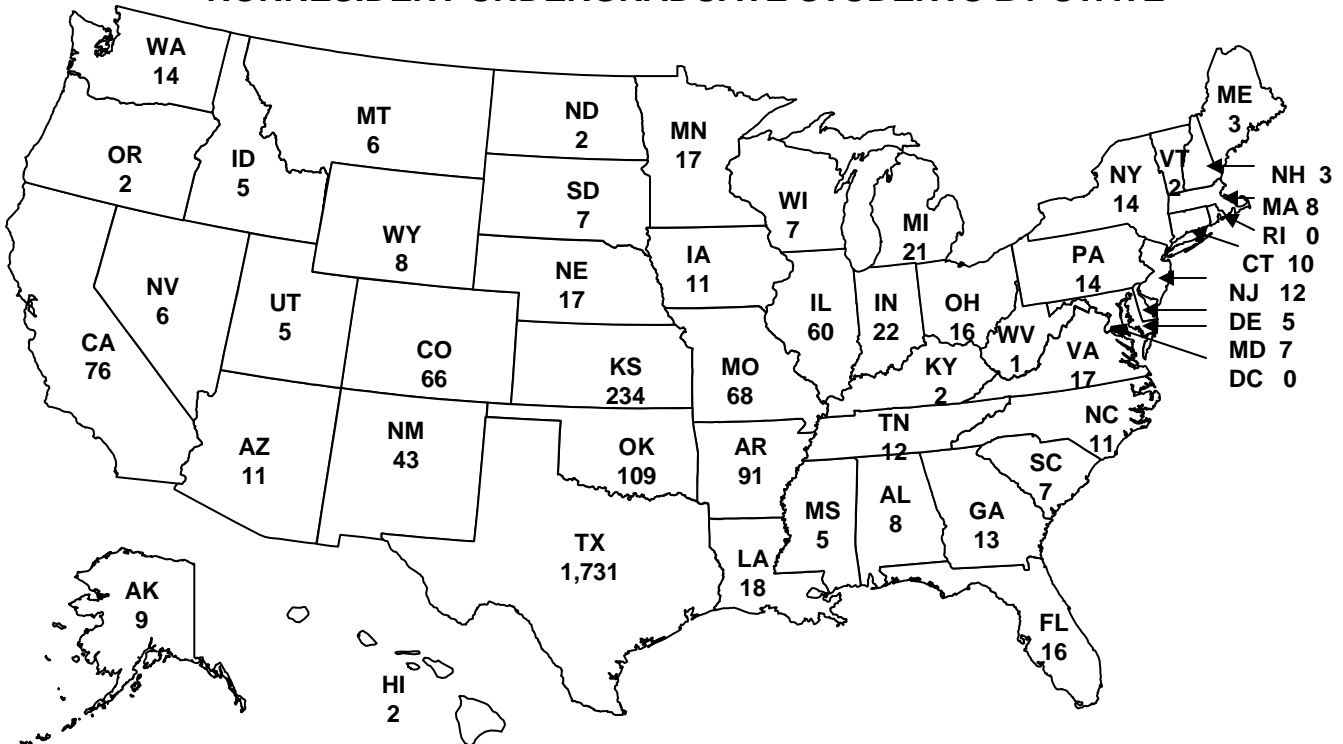 NONRESIDENT UNDERGRADUATE STUDENTS BY STATE
WA
14
MT
6
ND
2
MN
17
ME
3
OR
2
ID
5
SD
7
WI
7
MI
21
NY
14
VT
2
NH 3
MA 8
RI 0
CT 10
NJ 12
DE 5
MD 7
DC 0
WY
8
IA
11
NE
17
PA
14
NV
6
UT
5
CA
76
CO
66
KS
234
MO
68
IL
60
IN
22
OH
16
WV
1
VA
17
KY
2
AZ
11
NM
43
OK
109
AR
91
TN
12
NC
11
SC
7
MS
5
AL
8
GA
13
TX
1,731
LA
18
FL
16
AK
9
HI
2